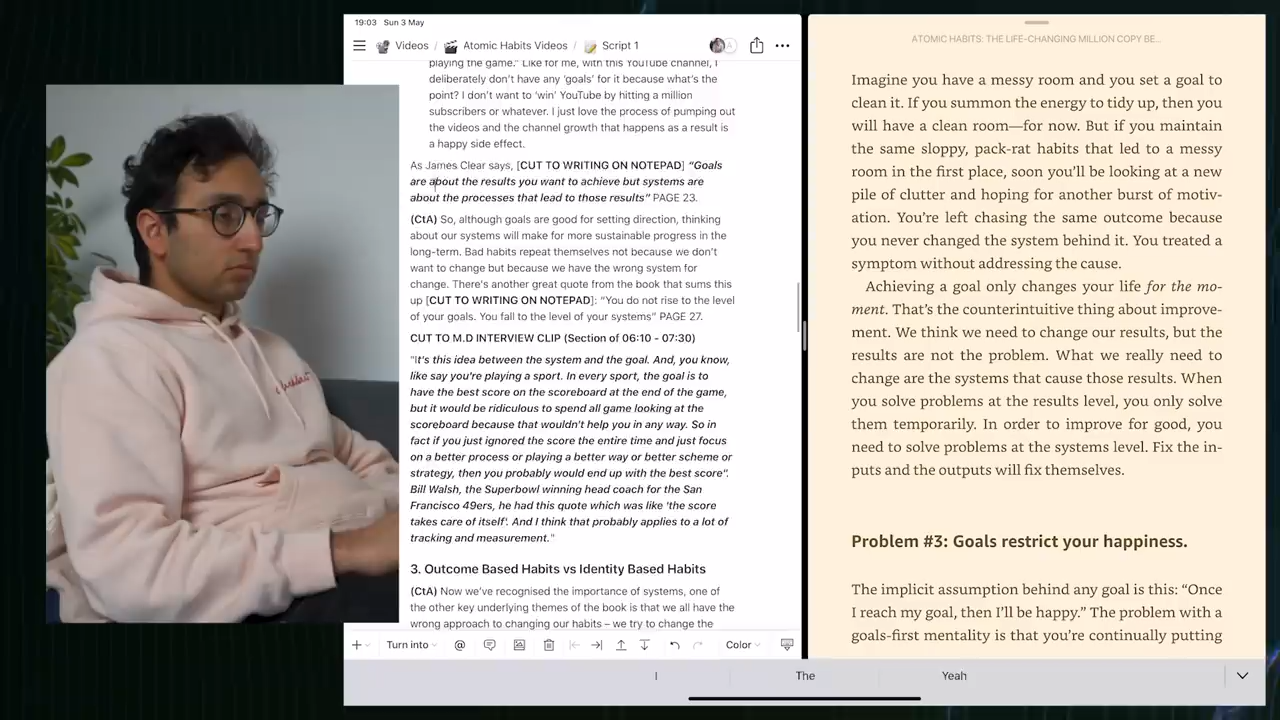 19:03 Sun 3 May
Videos / Atomic Habits Videos / Script 1
playing the game.” Like for me, with this YouTube channel, I
deliberately don't have any 'goals' for it because what's the
point? I don't want to 'win' YouTube by hitting a million
subscribers or whatever. I just love the process of pumping out
the videos and the channel growth that happens as a result is
a happy side effect.
As James Clear says, [CUT TO WRITING ON NOTEPAD] “Goals
are about the results you want to achieve but systems are
about the processes that lead to those results” PAGE 23.
(CtA) So, although goals are good for setting direction, thinking
about our systems will make for more sustainable progress in the
long-term. Bad habits repeat themselves not because we don't
want to change but because we have the wrong system for
change. There's another great quote from the book that sums this
up [CUT TO WRITING ON NOTEPAD]: “You do not rise to the level
of your goals. You fall to the level of your systems” PAGE 27.
CUT TO M.D INTERVIEW CLIP (Section of 06:10 - 07:30)
"It's this idea between the system and the goal. And, you know,
like say you're playing a sport. In every sport, the goal is to
have the best score on the scoreboard at the end of the game,
but it would be ridiculous to spend all game looking at the
scoreboard because that wouldn't help you in any way. So in
fact if you just ignored the score the entire time and just focus
on a better process or playing a better way or better scheme or
strategy, then you probably would end up with the best score”.
Bill Walsh, the Superbowl winning head coach for the San
Francisco 49ers, he had this quote which was like 'the score
takes care of itself'. And I think that probably applies to a lot of
tracking and measurement."
3. Outcome Based Habits vs Identity Based Habits
(CtA) Now we've recognised the importance of systems, one of
the other key underlying themes of the book is that we all have the
wrong approach to changing our habits – we try to change the
Turn into
Color
I The Yeah
ATOMIC HABITS: THE LIFE-CHANGING MILLION COPY BE...
Imagine you have a messy room and you set a goal to
clean it. If you summon the energy to tidy up, then you
will have a clean room—for now. But if you maintain
the same sloppy, pack-rat habits that led to a messy
room in the first place, soon you'll be looking at a new
pile of clutter and hoping for another burst of motiv-
ation. You're left chasing the same outcome because
you never changed the system behind it. You treated a
symptom without addressing the cause.
Achieving a goal only changes your life for the mo-
ment. That's the counterintuitive thing about improve-
ment. We think we need to change our results, but the
results are not the problem. What we really need to
change are the systems that cause those results. When
you solve problems at the results level, you only solve
them temporarily. In order to improve for good, you
need to solve problems at the systems level. Fix the in-
puts and the outputs will fix themselves.
Problem #3: Goals restrict your happiness.
The implicit assumption behind any goal is this: “Once
I reach my goal, then I'll be happy.” The problem with a
goals-first mentality is that you're continually putting